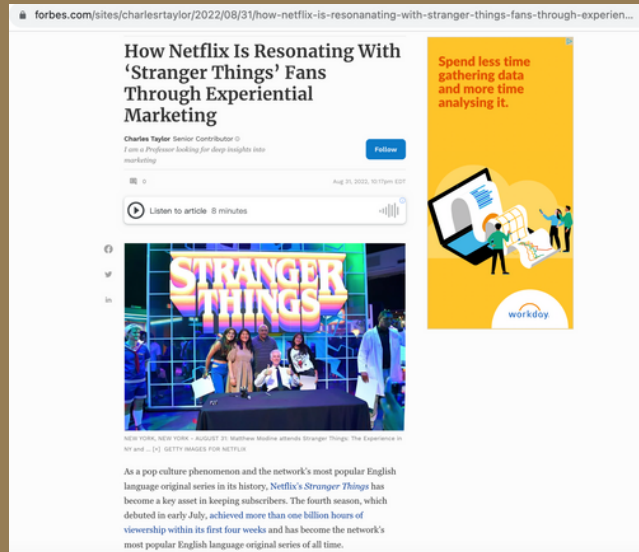 forbes.com/sites/charlesrtaylor/2022/08/31/how-netflix-is-resonanating-with-stranger-things-fans-through-experien...
How Netflix Is Resonating With
‘Stranger Things’ Fans
Through Experiential
Marketing
Charles Taylor Senior Contributor
I am a Professor looking for deep insights into
marketing
Follow
0
Aug 31, 2022, 10:17pm EDT
Listen to article 8 minutes
STRANGER
THINGS
NEW YORK, NEW YORK - AUGUST 31: Matthew Modine attends Stranger Things: The Experience in
NY and ... [+] GETTY IMAGES FOR NETFLIX
As a pop culture phenomenon and the network’s most popular English
language original series in its history, Netflix’s Stranger Things has
become a key asset in keeping subscribers. The fourth season, which
debuted in early July, achieved more than one billion hours of
viewership within its first four weeks and has become the network’s
most popular English language original series of all time.
Spend less time
gathering data
and more time
analysing it.
workday